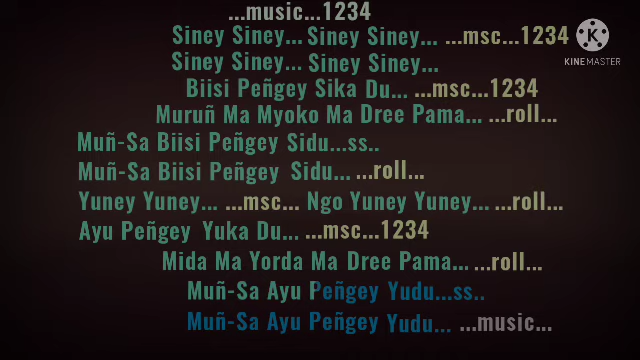 ...music...1234
Siney Siney... Siney Siney... ...msc...1234
Siney Siney... Siney Siney...
Biisi Peñgey Sika Du... ...msc...1234
Muruñ Ma Myoko Ma Dree Pama... ...roll...
Muñ-Sa Biisi Peñgey Sidu...ss..
Muñ-Sa Biisi Peñgey Sidu... ...roll...
Yuney Yuney... ...msc... Ngo Yuney Yuney... ...roll...
Ayu Peñgey Yuka Du... ...msc...1234
Mida Ma Yorda Ma Dree Pama... ...roll...
Muñ-Sa Ayu Peñgey Yudu...ss..
Muñ-Sa Ayu Peñgey Yudu... ...music...
K
KINEMASTER